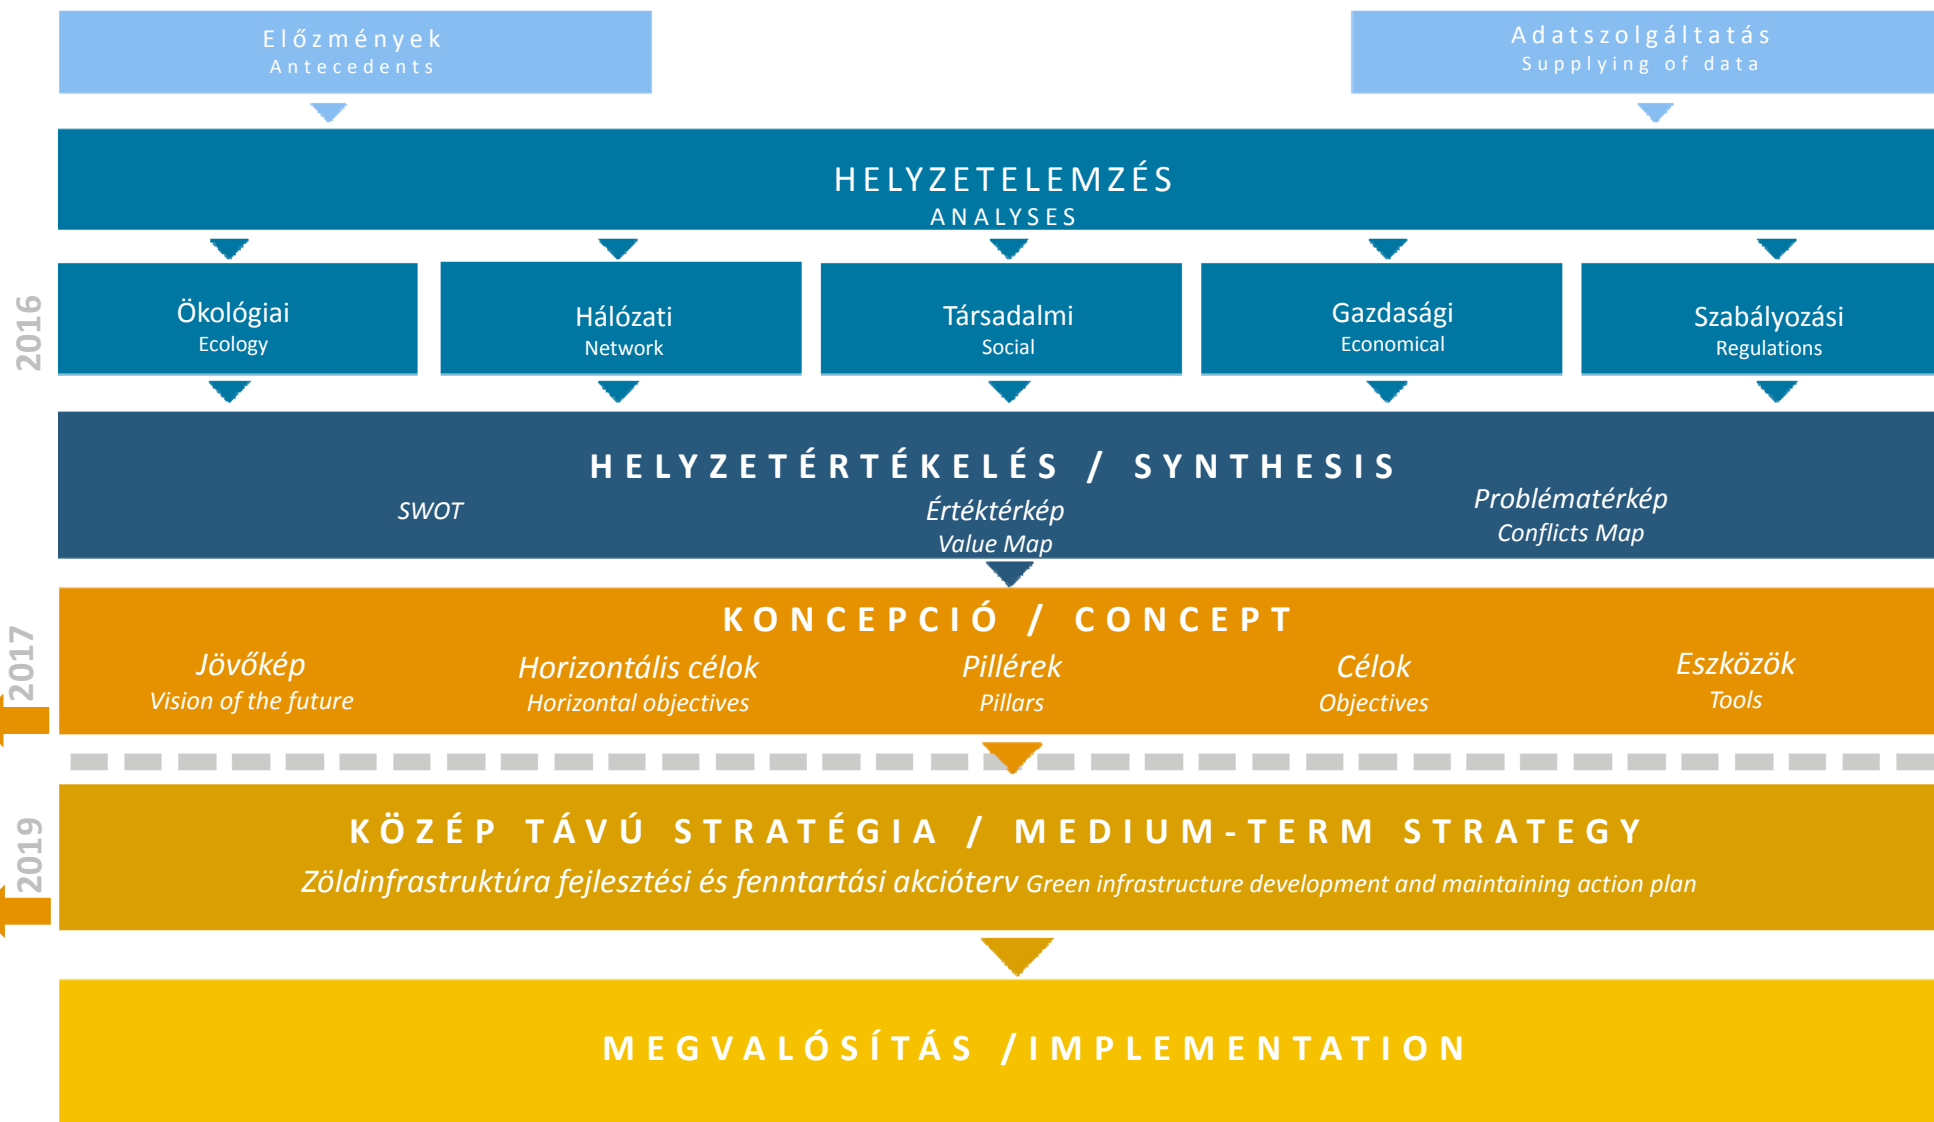 Előzmények
Antecedents
Adatszolgáltatás
Supplying of data
HELYZETELEMZÉS
ANALYSES
2016
Ökológiai
Ecology
Hálózati
Network
Társadalmi
Social
Gazdasági
Economical
Szabályozási
Regulations
HELYZETÉRTÉKELÉS / SYNTHESIS
SWOT
Értéktérkép
Value Map
Problématérkép
Conflicts Map
2017
KONCEPCIÓ / CONCEPT
Jövőkép
Vision of the future
Horizontális célok
Horizontal objectives
Pillérek
Pillars
Célok
Objectives
Eszközök
Tools
2019
KÖZÉP TÁVÚ STRATÉGIA / MEDIUM-TERM STRATEGY
Zöldinfrastruktúra fejlesztési és fenntartási akcióterv Green infrastructure development and maintaining action plan
MEGVALÓSÍTÁS /IMPLEMENTATION